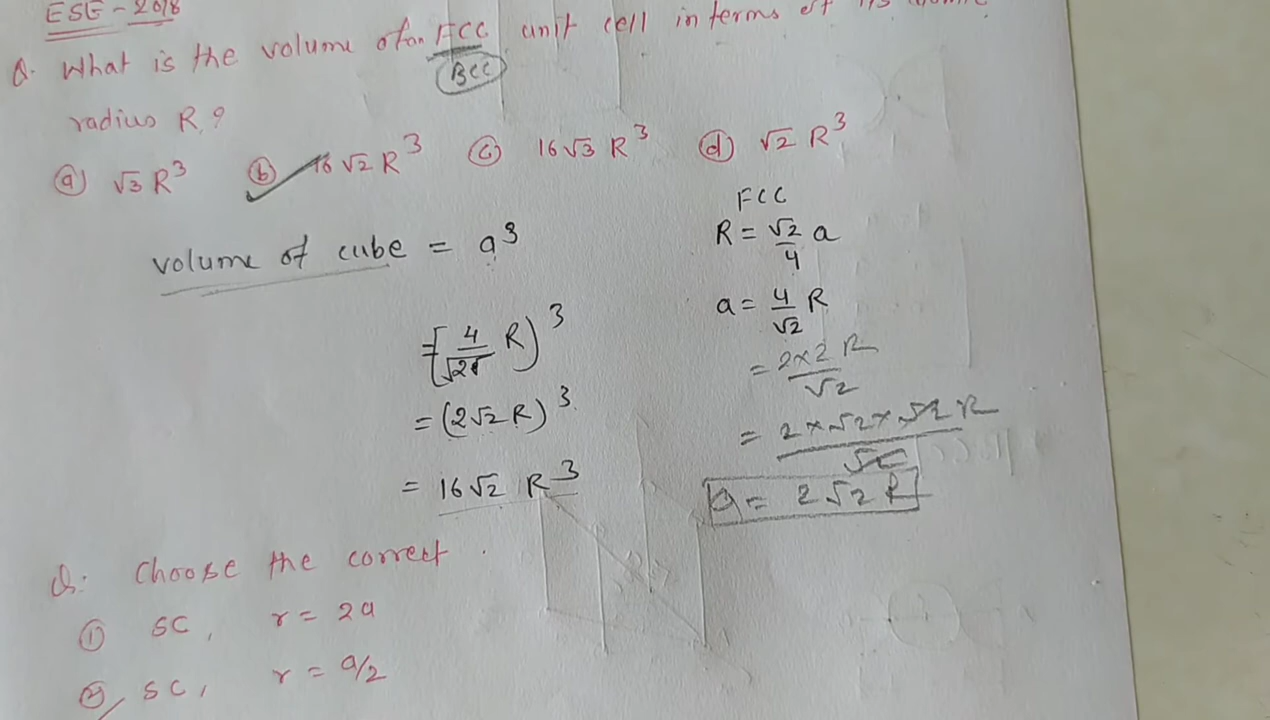 ESE - 2018
Q. What is the volume of an FCC unit cell in terms of its atomic
BCC
radius R ?
(a) √3 R³ (b) 16√2 R³ (c) 16√3 R³ (d) √2 R³
volume of cube = a³
= [4/√2 R)³
= (2√2 R)³
= 16√2 R³
FCC
R = √2/4 a
a = 4/√2 R
= 2×2 R/√2
= 2×√2×√2 R/√2
a = 2√2 R
Q. Choose the correct .
① SC, r = 2a
② SC, r = a/2